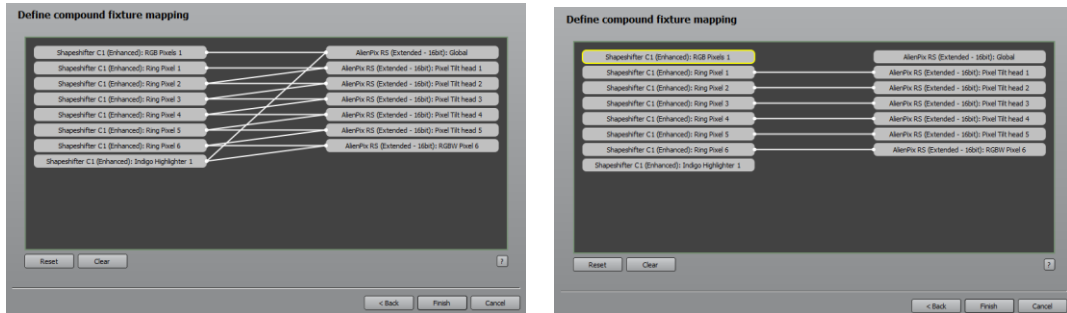 Define compound fixture mapping
Shapeshifter C1 (Enhanced): RGB Pixels 1
AlienPix RS (Extended - 16bit): Global
Shapeshifter C1 (Enhanced): Ring Pixel 1
AlienPix RS (Extended - 16bit): Pixel Tilt head 1
Shapeshifter C1 (Enhanced): Ring Pixel 2
AlienPix RS (Extended - 16bit): Pixel Tilt head 2
Shapeshifter C1 (Enhanced): Ring Pixel 3
AlienPix RS (Extended - 16bit): Pixel Tilt head 3
Shapeshifter C1 (Enhanced): Ring Pixel 4
AlienPix RS (Extended - 16bit): Pixel Tilt head 4
Shapeshifter C1 (Enhanced): Ring Pixel 5
AlienPix RS (Extended - 16bit): Pixel Tilt head 5
Shapeshifter C1 (Enhanced): Ring Pixel 6
AlienPix RS (Extended - 16bit): RGBW Pixel 6
Shapeshifter C1 (Enhanced): Indigo Highlighter 1
Reset
Clear
?
< Back
Finish
Cancel
Define compound fixture mapping
Shapeshifter C1 (Enhanced): RGB Pixels 1
AlienPix RS (Extended - 16bit): Global
Shapeshifter C1 (Enhanced): Ring Pixel 1
AlienPix RS (Extended - 16bit): Pixel Tilt head 1
Shapeshifter C1 (Enhanced): Ring Pixel 2
AlienPix RS (Extended - 16bit): Pixel Tilt head 2
Shapeshifter C1 (Enhanced): Ring Pixel 3
AlienPix RS (Extended - 16bit): Pixel Tilt head 3
Shapeshifter C1 (Enhanced): Ring Pixel 4
AlienPix RS (Extended - 16bit): Pixel Tilt head 4
Shapeshifter C1 (Enhanced): Ring Pixel 5
AlienPix RS (Extended - 16bit): Pixel Tilt head 5
Shapeshifter C1 (Enhanced): Ring Pixel 6
AlienPix RS (Extended - 16bit): RGBW Pixel 6
Shapeshifter C1 (Enhanced): Indigo Highlighter 1
Reset
Clear
?
< Back
Finish
Cancel